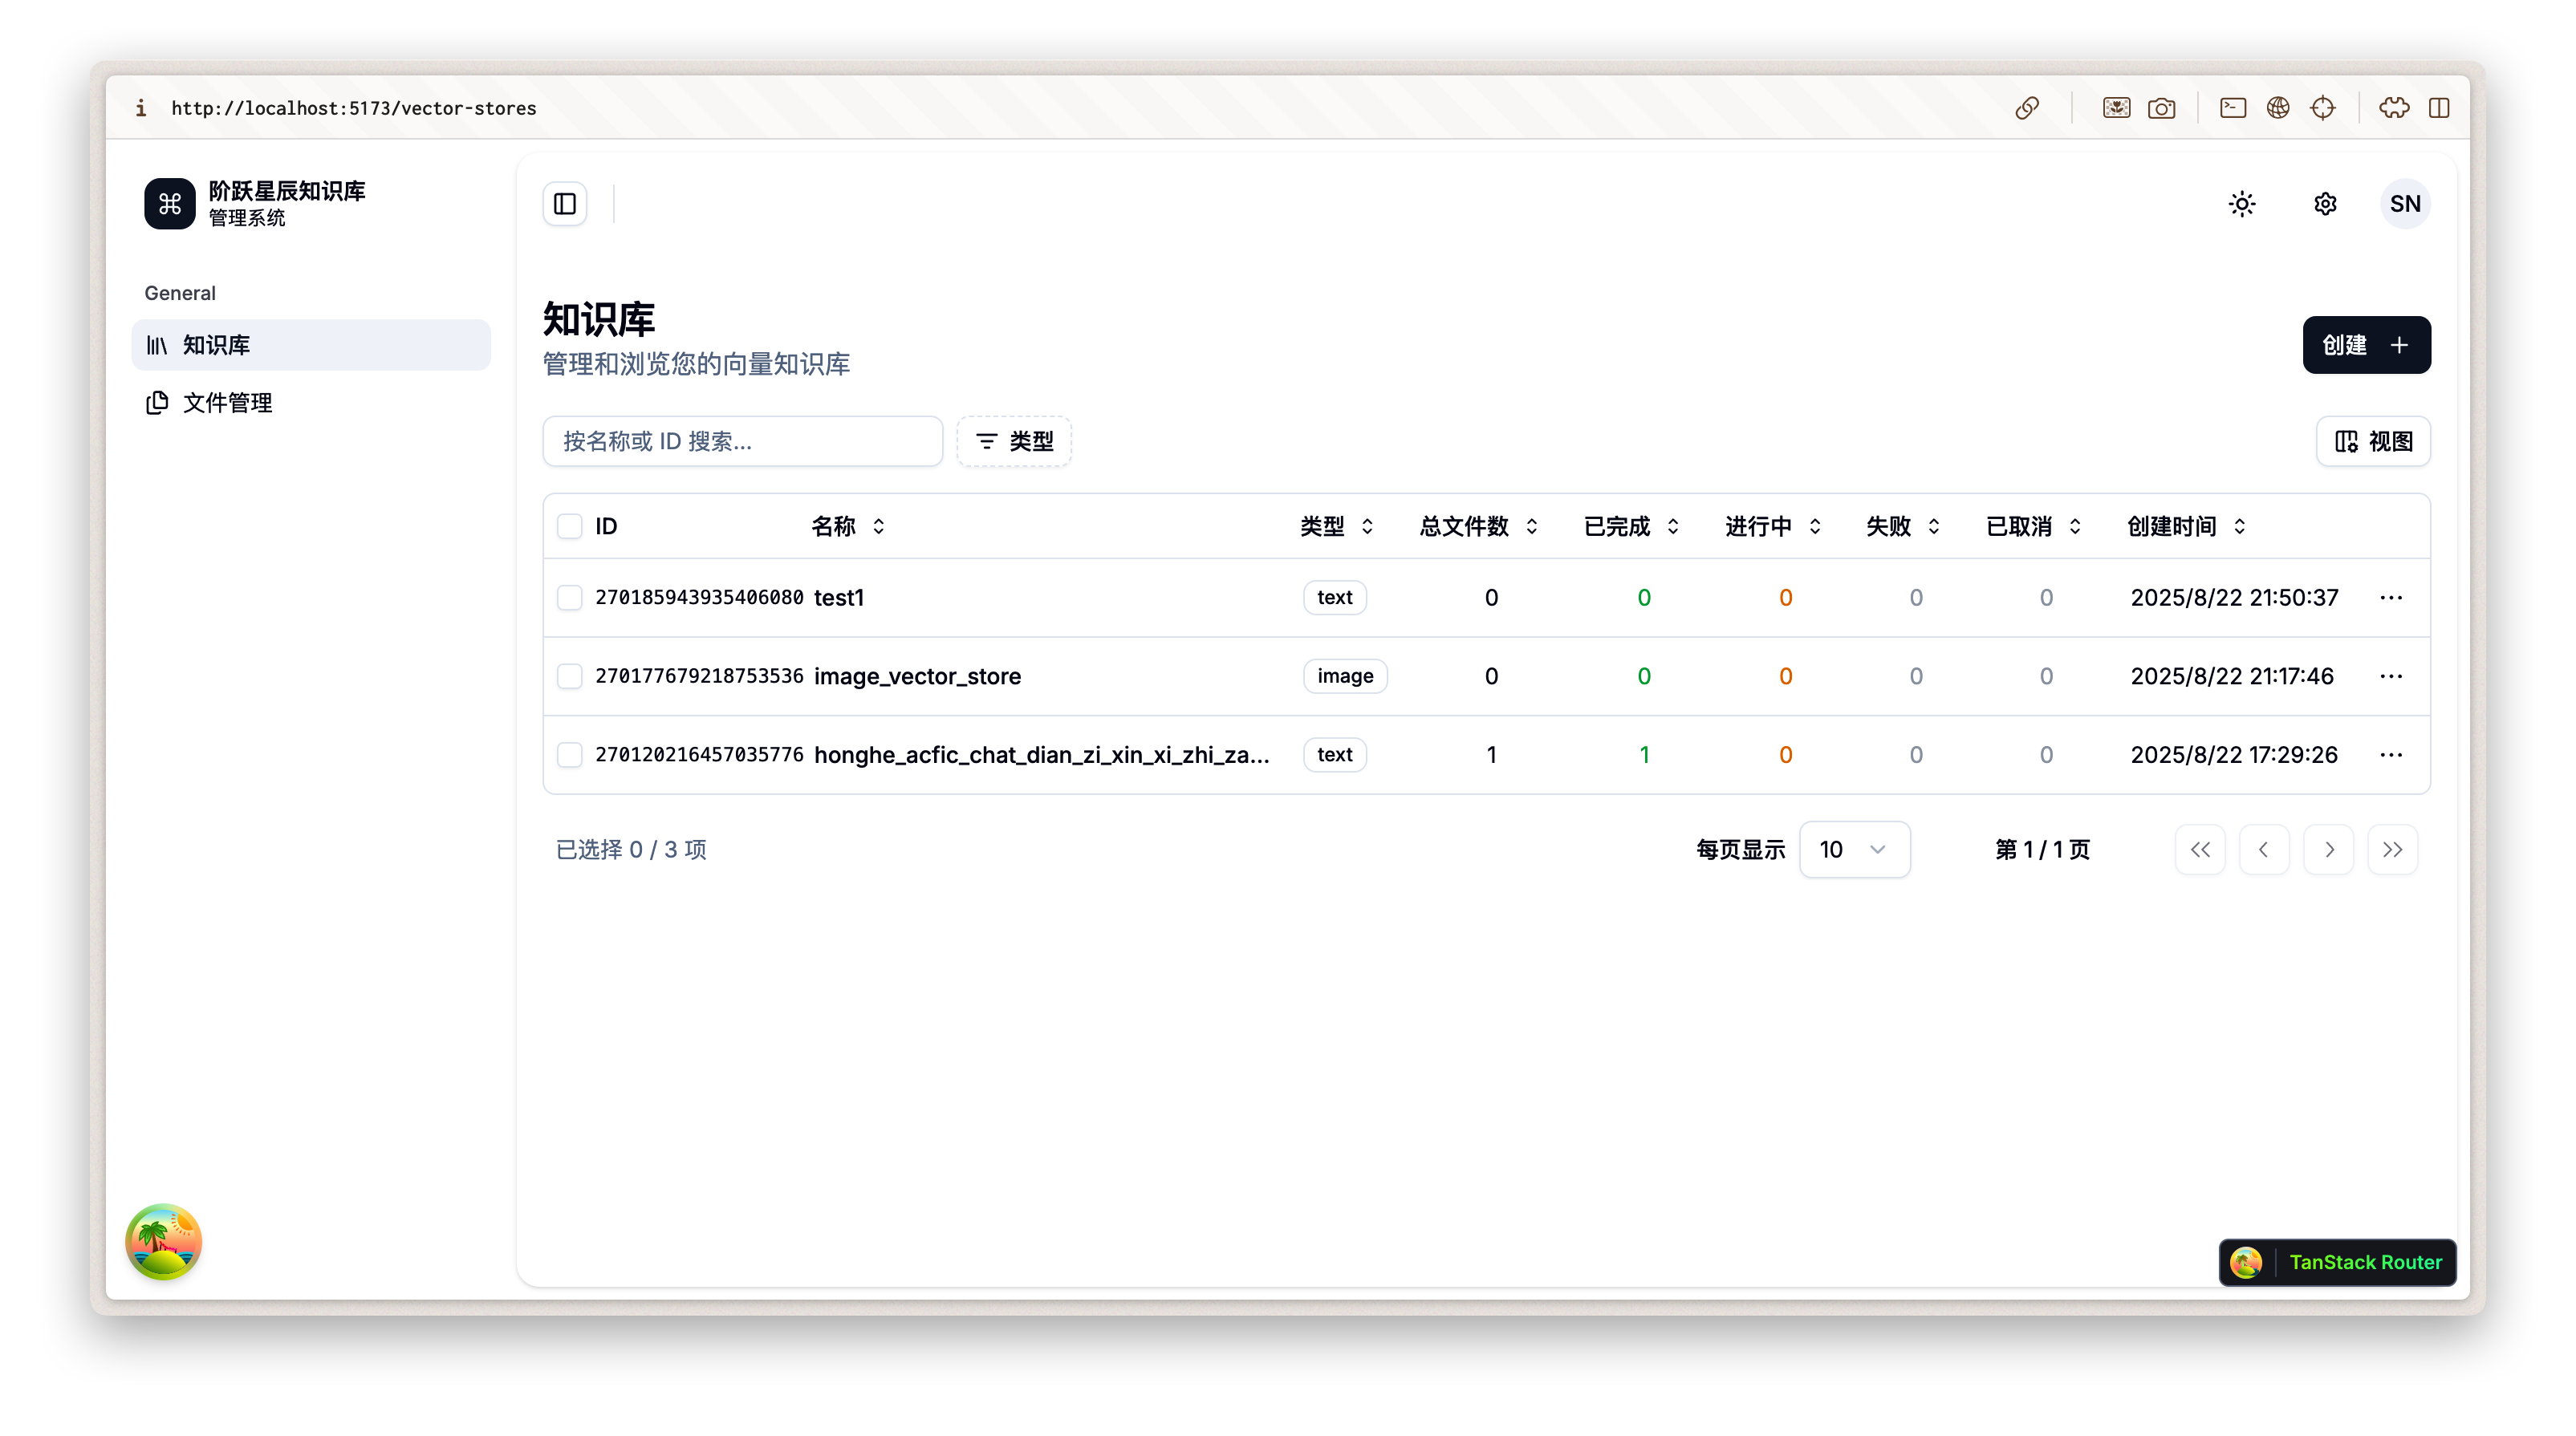 http://localhost:5173/vector-stores
阶跃星辰知识库
管理系统
SN
General
知识库
文件管理
知识库
管理和浏览您的向量知识库
创建
按名称或 ID 搜索...
类型
视图
ID 名称 类型 总文件数 已完成 进行中 失败 已取消 创建时间
270185943935406080 test1 text 0 0 0 0 0 2025/8/22 21:50:37
270177679218753536 image_vector_store image 0 0 0 0 0 2025/8/22 21:17:46
270120216457035776 honghe_acfic_chat_dian_zi_xin_xi_zhi_za... text 1 1 0 0 0 2025/8/22 17:29:26
已选择 0 / 3 项 每页显示 10 第 1 / 1 页
TanStack Router